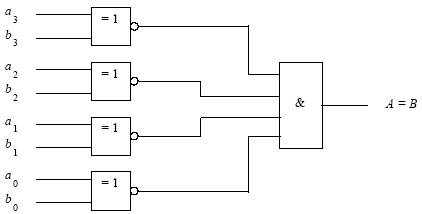 a3
b3
= 1
a2
b2
= 1
&
A = B
a1
b1
= 1
a0
b0
= 1